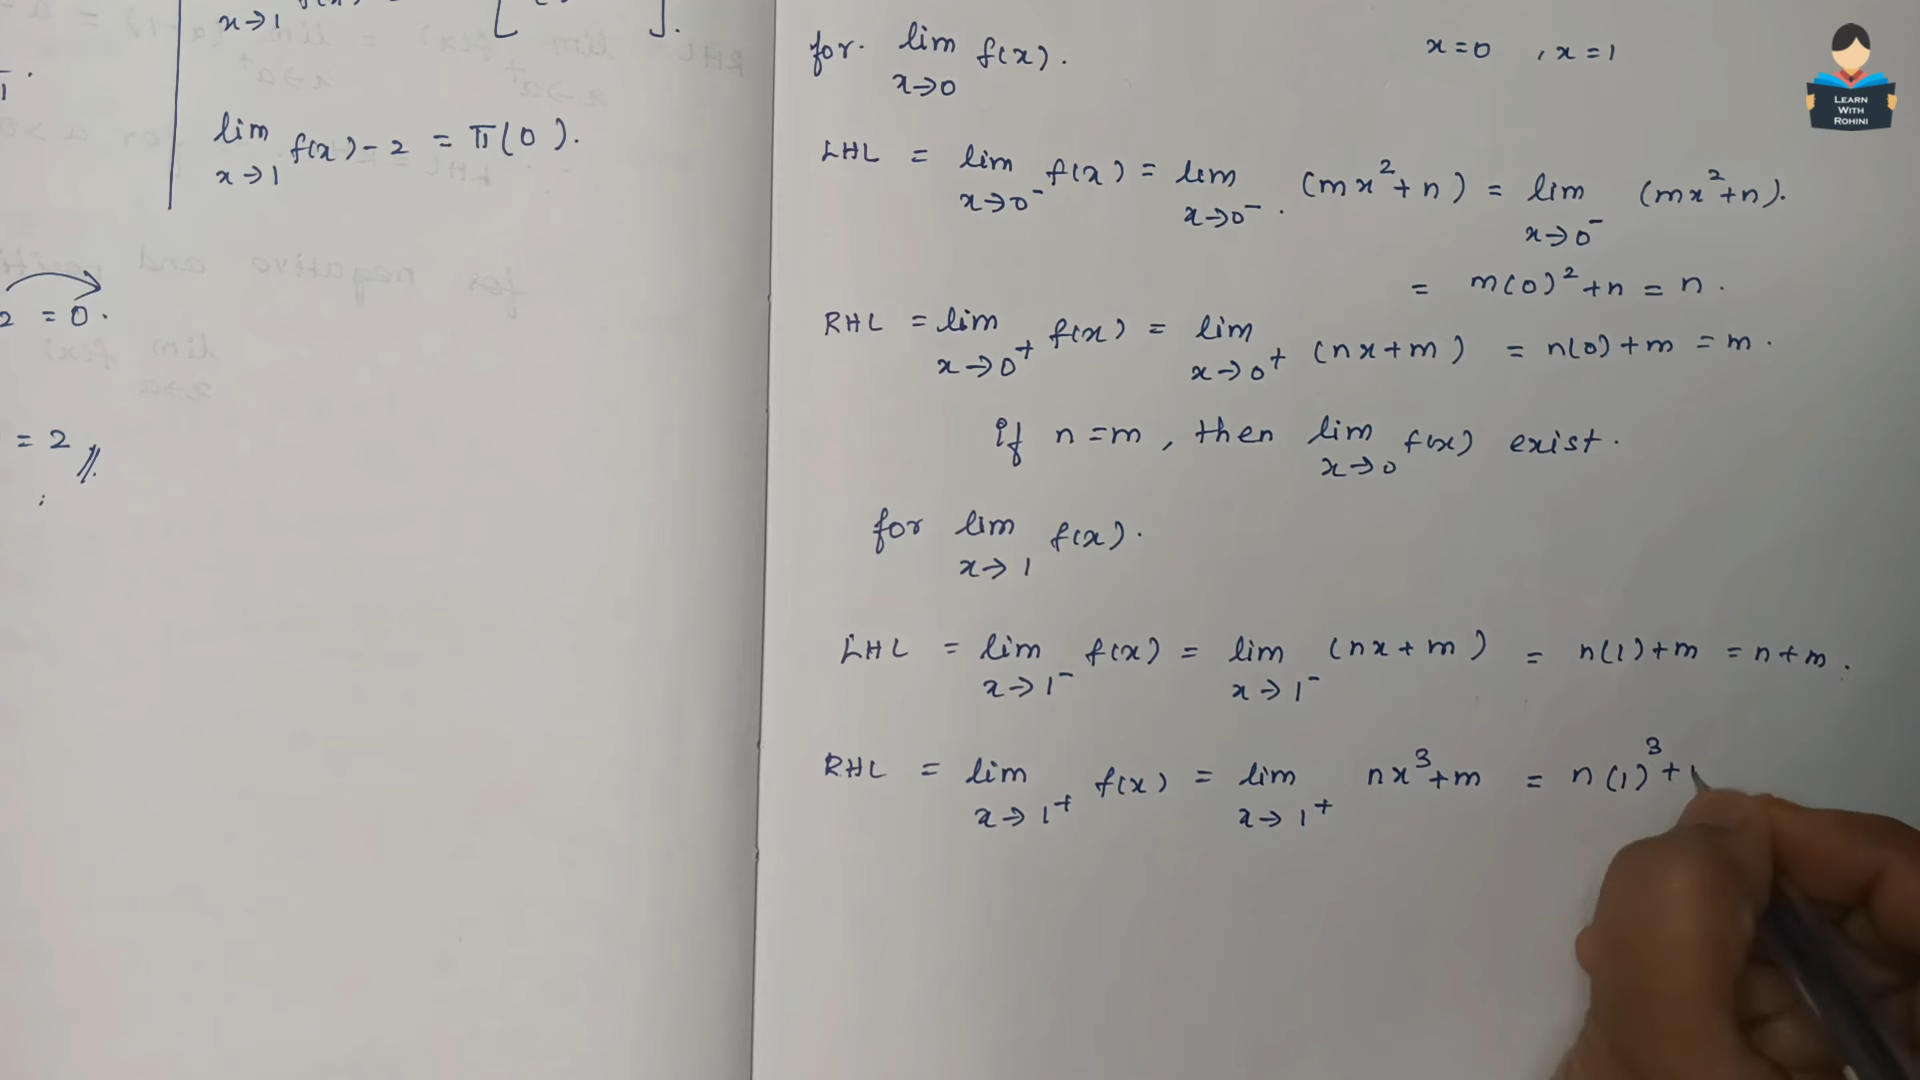 x→1
lim f(x) - 2 = π(0).
x→1
2 = 0.
= 2 //.
for. lim f(x).
x→0
x=0 , x=1
LEARN
WITH
ROHINI
LHL = lim f(x) = lim (mx²+n) = lim (mx²+n).
x→0⁻ x→0⁻. x→0⁻
= m(0)²+n = n.
RHL = lim f(x) = lim (nx+m) = n(0)+m = m.
x→0⁺ x→0⁺
if n=m, then lim f(x) exist.
x→0
for lim f(x).
x→1
LHL = lim f(x) = lim (nx+m) = n(1)+m = n+m.
x→1⁻ x→1⁻
RHL = lim f(x) = lim nx³+m = n(1)³+
x→1⁺ x→1⁺